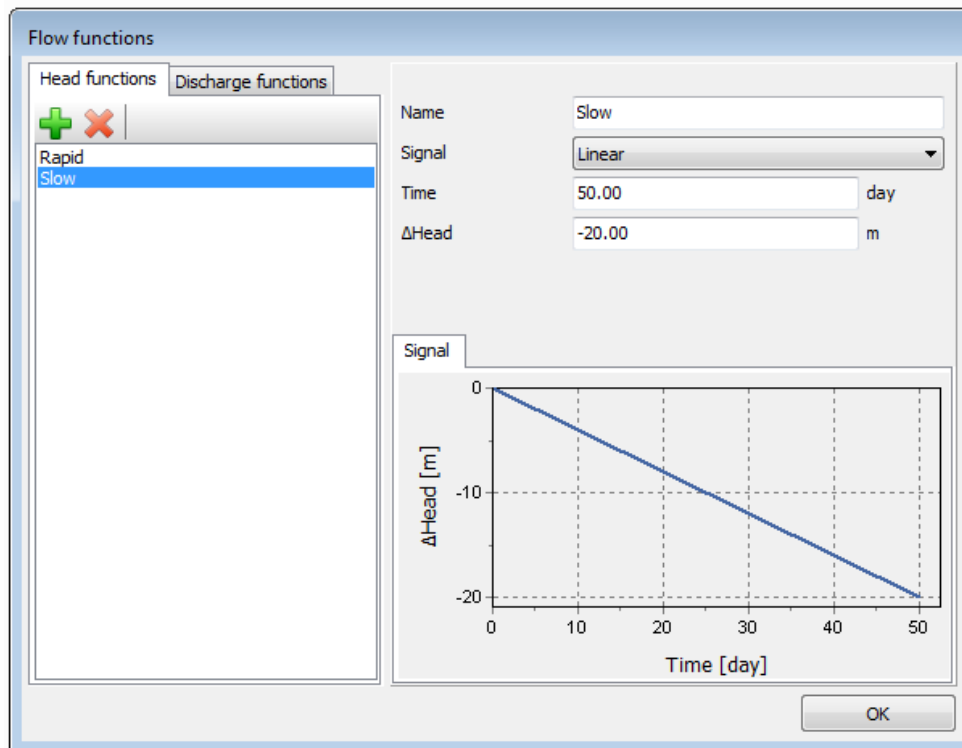 Flow functions
Head functions Discharge functions
Rapid
Slow
Name Slow
Signal Linear
Time 50.00 day
ΔHead -20.00 m
Signal
0
-10
-20
ΔHead [m]
0 10 20 30 40 50
Time [day]
OK